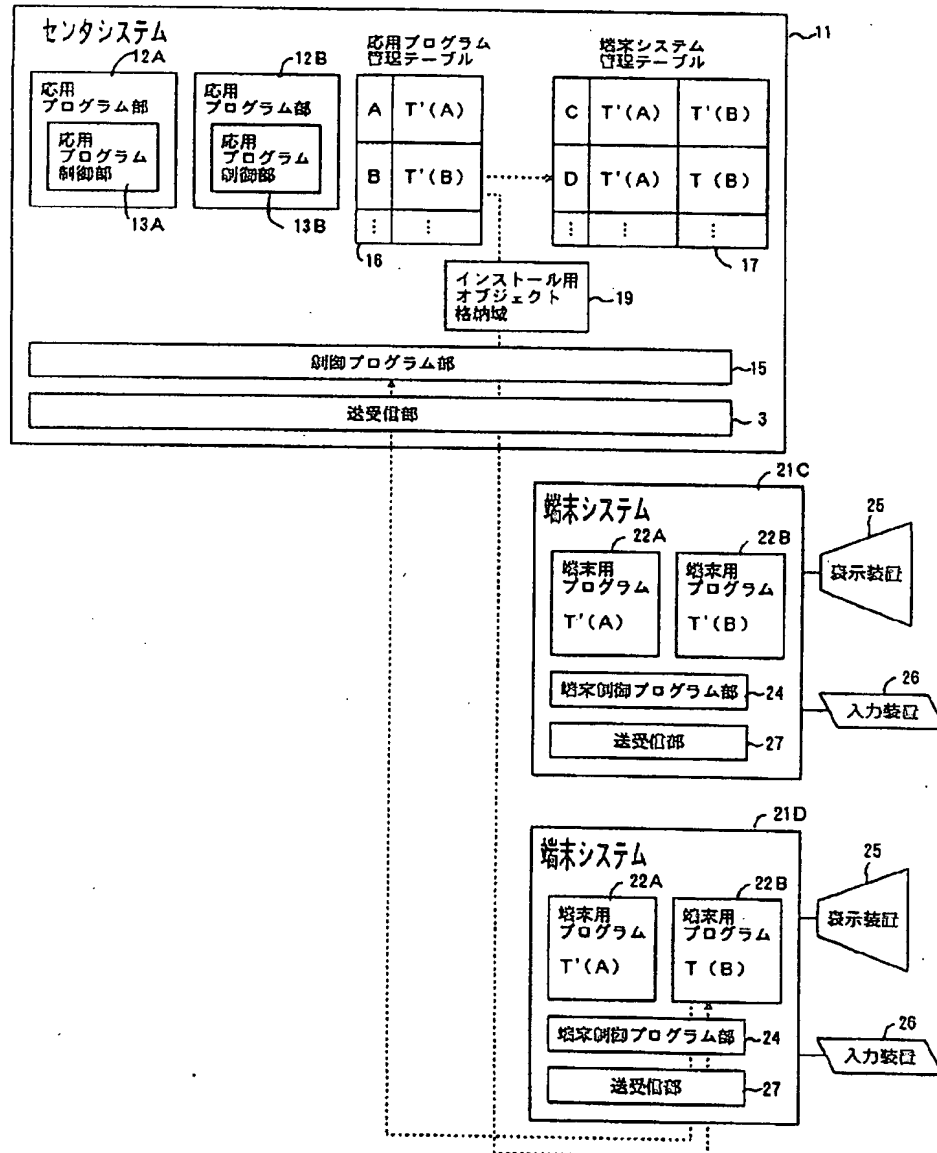 センタシステム
11
12A
応用
プログラム部
応用
プログラム
制御部
13A
12B
応用
プログラム部
応用
プログラム
制御部
13B
応用プログラム
管理テーブル
A T'(A)
B T'(B)
⋮ ⋮
16
端末システム
管理テーブル
C T'(A) T'(B)
D T'(A) T(B)
⋮ ⋮ ⋮
17
インストール用
オブジェクト
格納域
19
制御プログラム部
15
送受信部
3
21C
端末システム
22A
端末用
プログラム
T'(A)
22B
端末用
プログラム
T'(B)
端末制御プログラム部
24
送受信部
27
25
表示装置
26
入力装置
21D
端末システム
22A
端末用
プログラム
T'(A)
22B
端末用
プログラム
T(B)
端末制御プログラム部
24
送受信部
27
25
表示装置
26
入力装置